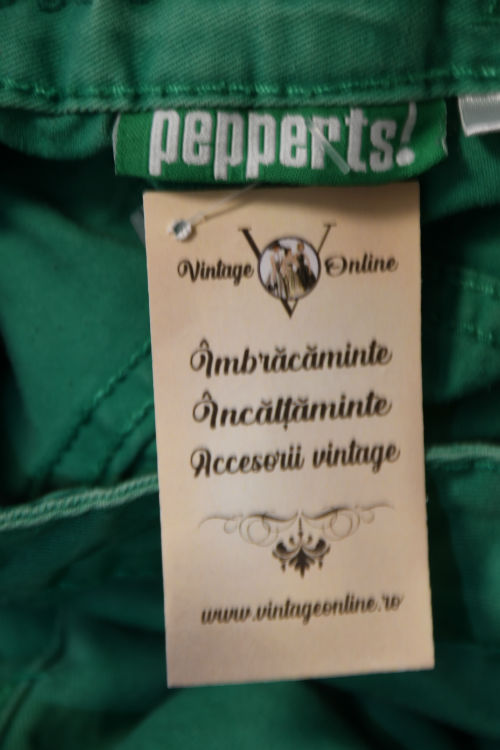 pepperts!
Vintage Online
Îmbrăcăminte
Încălțăminte
Accesorii vintage
www.vintageonline.ro